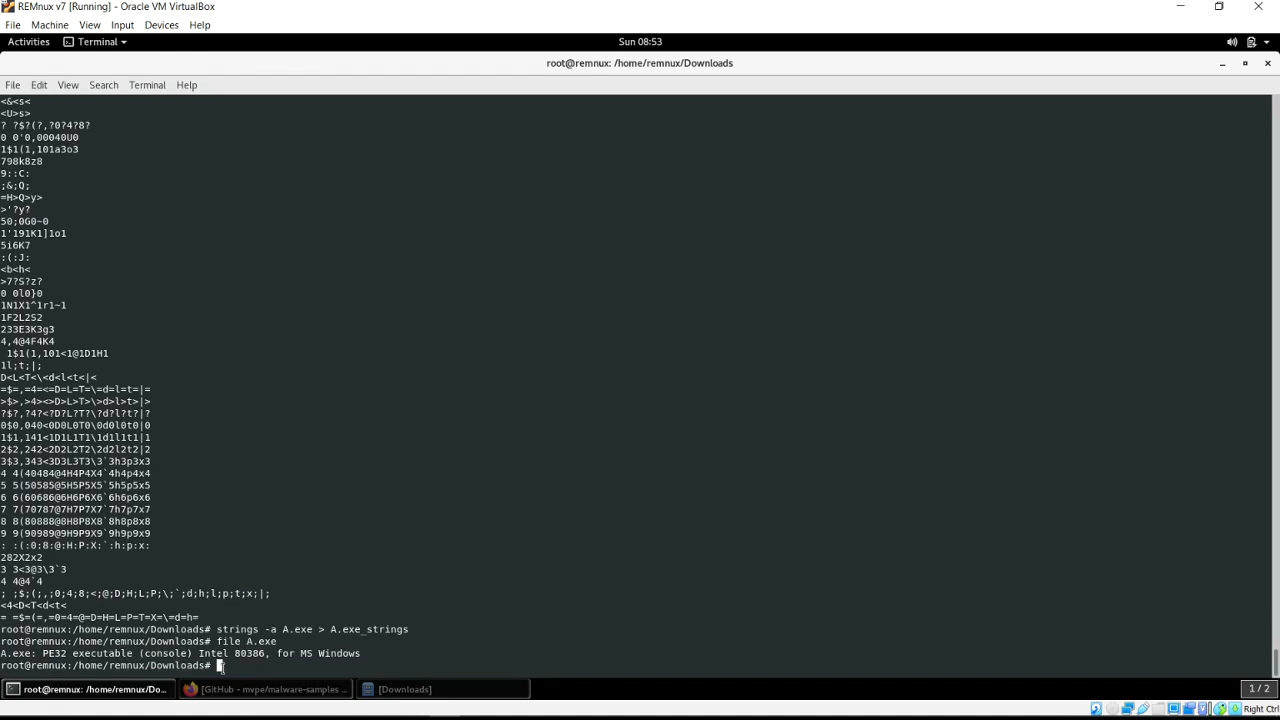 REMnux v7 [Running] - Oracle VM VirtualBox
File Machine View Input Devices Help
Activities Terminal Sun 08:53
root@remnux: /home/remnux/Downloads
File Edit View Search Terminal Help
<&<s<
<U>s>
? ?$?(?,?0?4?8?
0 0'0,00040U0
1$1(1,101a3o3
798k8z8
9::C:
;&;Q;
=H>Q>y>
>'?y?
50;0G0~0
1'191K1]1o1
5i6K7
:(:J:
<b<h<
>7?S?z?
0 0l0}0
1N1X1^1r1~1
1F2L2S2
233E3K3g3
4,4@4F4K4
 1$1(1,101<1@1D1H1
1l;t;|;
D<L<T<\<d<l<t<|<
=$=,=4=<=D=L=T=\=d=l=t=|=
>$>,>4><>D>L>T>\>d>l>t>|>
?$?,?4?<?D?L?T?\?d?l?t?|?
0$0,040<0D0L0T0\0d0l0t0|0
1$1,141<1D1L1T1\1d1l1t1|1
2$2,242<2D2L2T2\2d2l2t2|2
3$3,343<3D3L3T3\3`3h3p3x3
4 4(40484@4H4P4X4`4h4p4x4
5 5(50585@5H5P5X5`5h5p5x5
6 6(60686@6H6P6X6`6h6p6x6
7 7(70787@7H7P7X7`7h7p7x7
8 8(80888@8H8P8X8`8h8p8x8
9 9(90989@9H9P9X9`9h9p9x9
: :(:0:8:@:H:P:X:`:h:p:x:
282X2x2
3 3<3@3\3`3
4 4@4`4
; ;$;(;,;0;4;8;<;@;D;H;L;P;\;`;d;h;l;p;t;x;|;
<4<D<T<d<t<
= =$=(=,=0=4=@=D=H=L=P=T=X=\=d=h=
root@remnux:/home/remnux/Downloads# strings -a A.exe > A.exe_strings
root@remnux:/home/remnux/Downloads# file A.exe
A.exe: PE32 executable (console) Intel 80386, for MS Windows
root@remnux:/home/remnux/Downloads#
root@remnux: /home/remnux/Do... [GitHub - mvpe/malware-samples ... [Downloads] 1 / 2
Right Ctrl